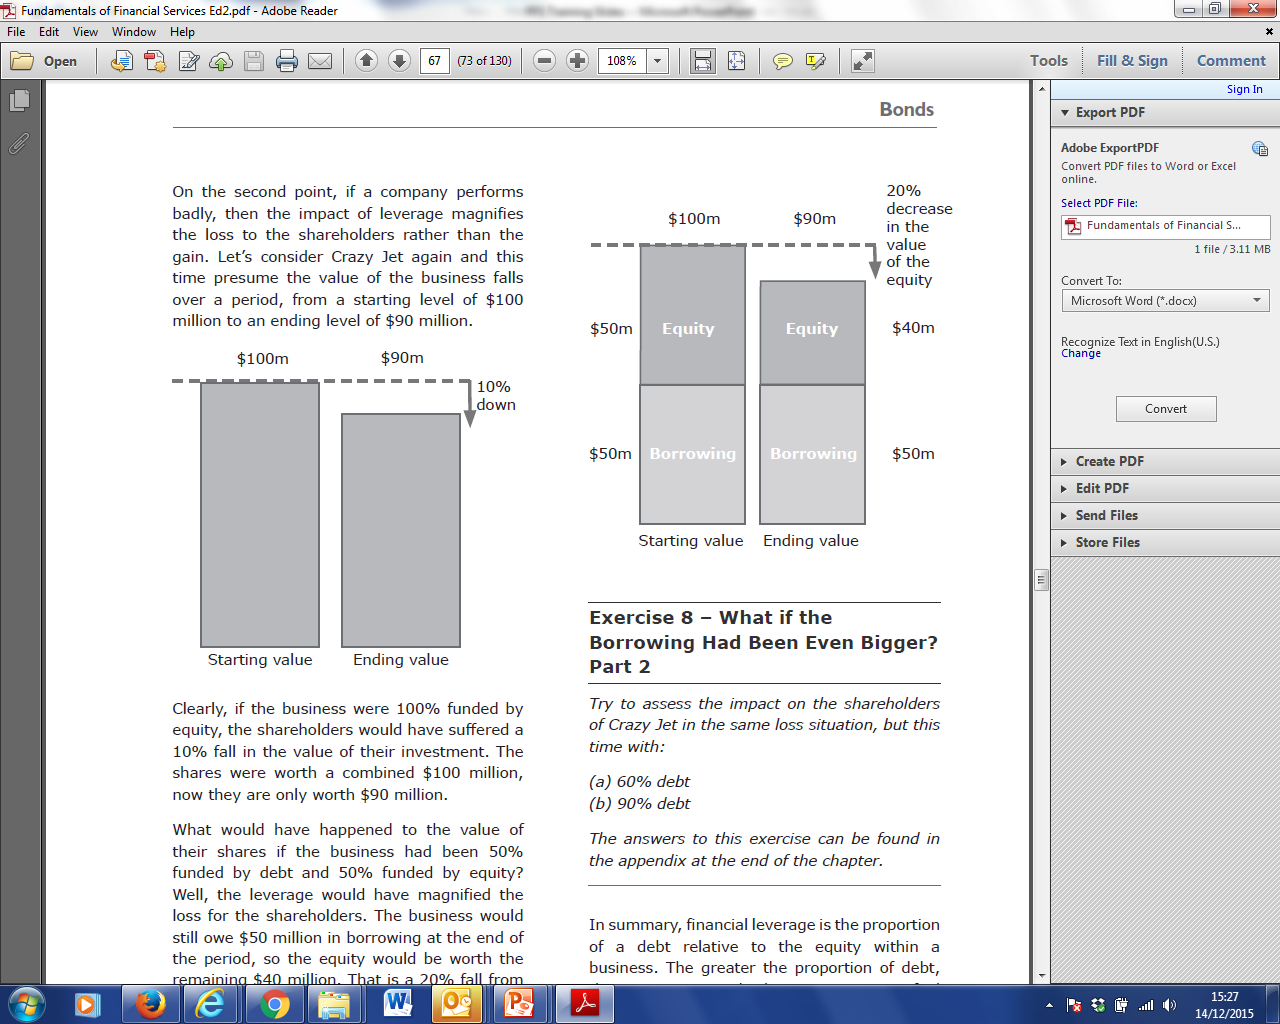 Fundamentals of Financial Services Ed2.pdf - Adobe Reader
File Edit View Window Help
Open 67 (73 of 130) 108% Tools Fill & Sign Comment
Sign In
Export PDF
Adobe ExportPDF
Convert PDF files to Word or Excel
online.
Select PDF File:
Fundamentals of Financial S...
1 file / 3.11 MB
Convert To:
Microsoft Word (*.docx)
Recognize Text in English(U.S.)
Change
Convert
Create PDF
Edit PDF
Send Files
Store Files
Bonds
On the second point, if a company performs
badly, then the impact of leverage magnifies
the loss to the shareholders rather than the
gain. Let's consider Crazy Jet again and this
time presume the value of the business falls
over a period, from a starting level of $100
million to an ending level of $90 million.
$100m $90m
10%
down
Starting value Ending value
Clearly, if the business were 100% funded by
equity, the shareholders would have suffered a
10% fall in the value of their investment. The
shares were worth a combined $100 million,
now they are only worth $90 million.
What would have happened to the value of
their shares if the business had been 50%
funded by debt and 50% funded by equity?
Well, the leverage would have magnified the
loss for the shareholders. The business would
still owe $50 million in borrowing at the end of
the period, so the equity would be worth the
remaining $40 million. That is a 20% fall from
$100m $90m
20%
decrease
in the
value
of the
equity
$50m Equity Equity $40m
$50m Borrowing Borrowing $50m
Starting value Ending value
Exercise 8 – What if the
Borrowing Had Been Even Bigger?
Part 2
Try to assess the impact on the shareholders
of Crazy Jet in the same loss situation, but this
time with:
(a) 60% debt
(b) 90% debt
The answers to this exercise can be found in
the appendix at the end of the chapter.
In summary, financial leverage is the proportion
of a debt relative to the equity within a
business. The greater the proportion of debt,
15:27
14/12/2015